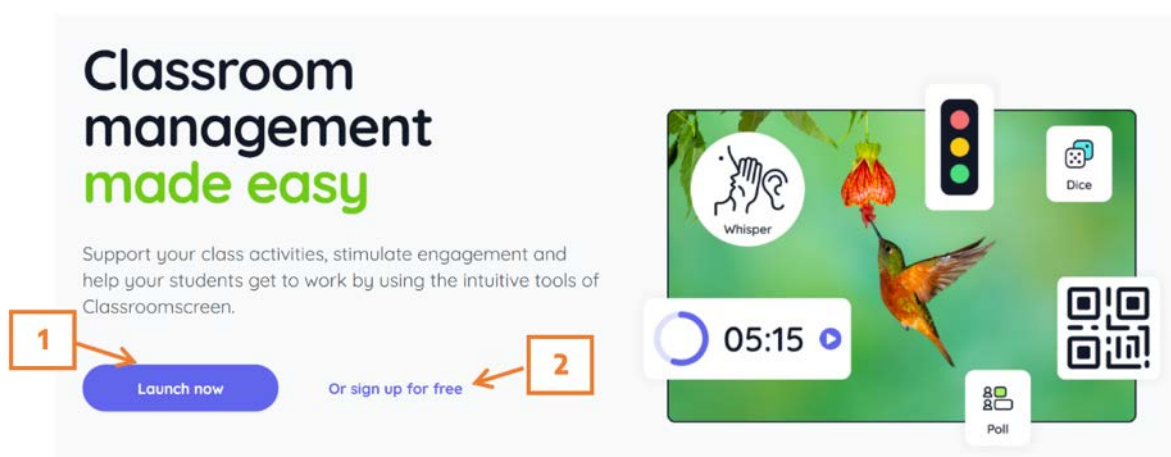 Classroom
management
made easy
Support your class activities, stimulate engagement and
help your students get to work by using the intuitive tools of
Classroomscreen.
1
Launch now
Or sign up for free
2
Whisper
Dice
05:15
Poll